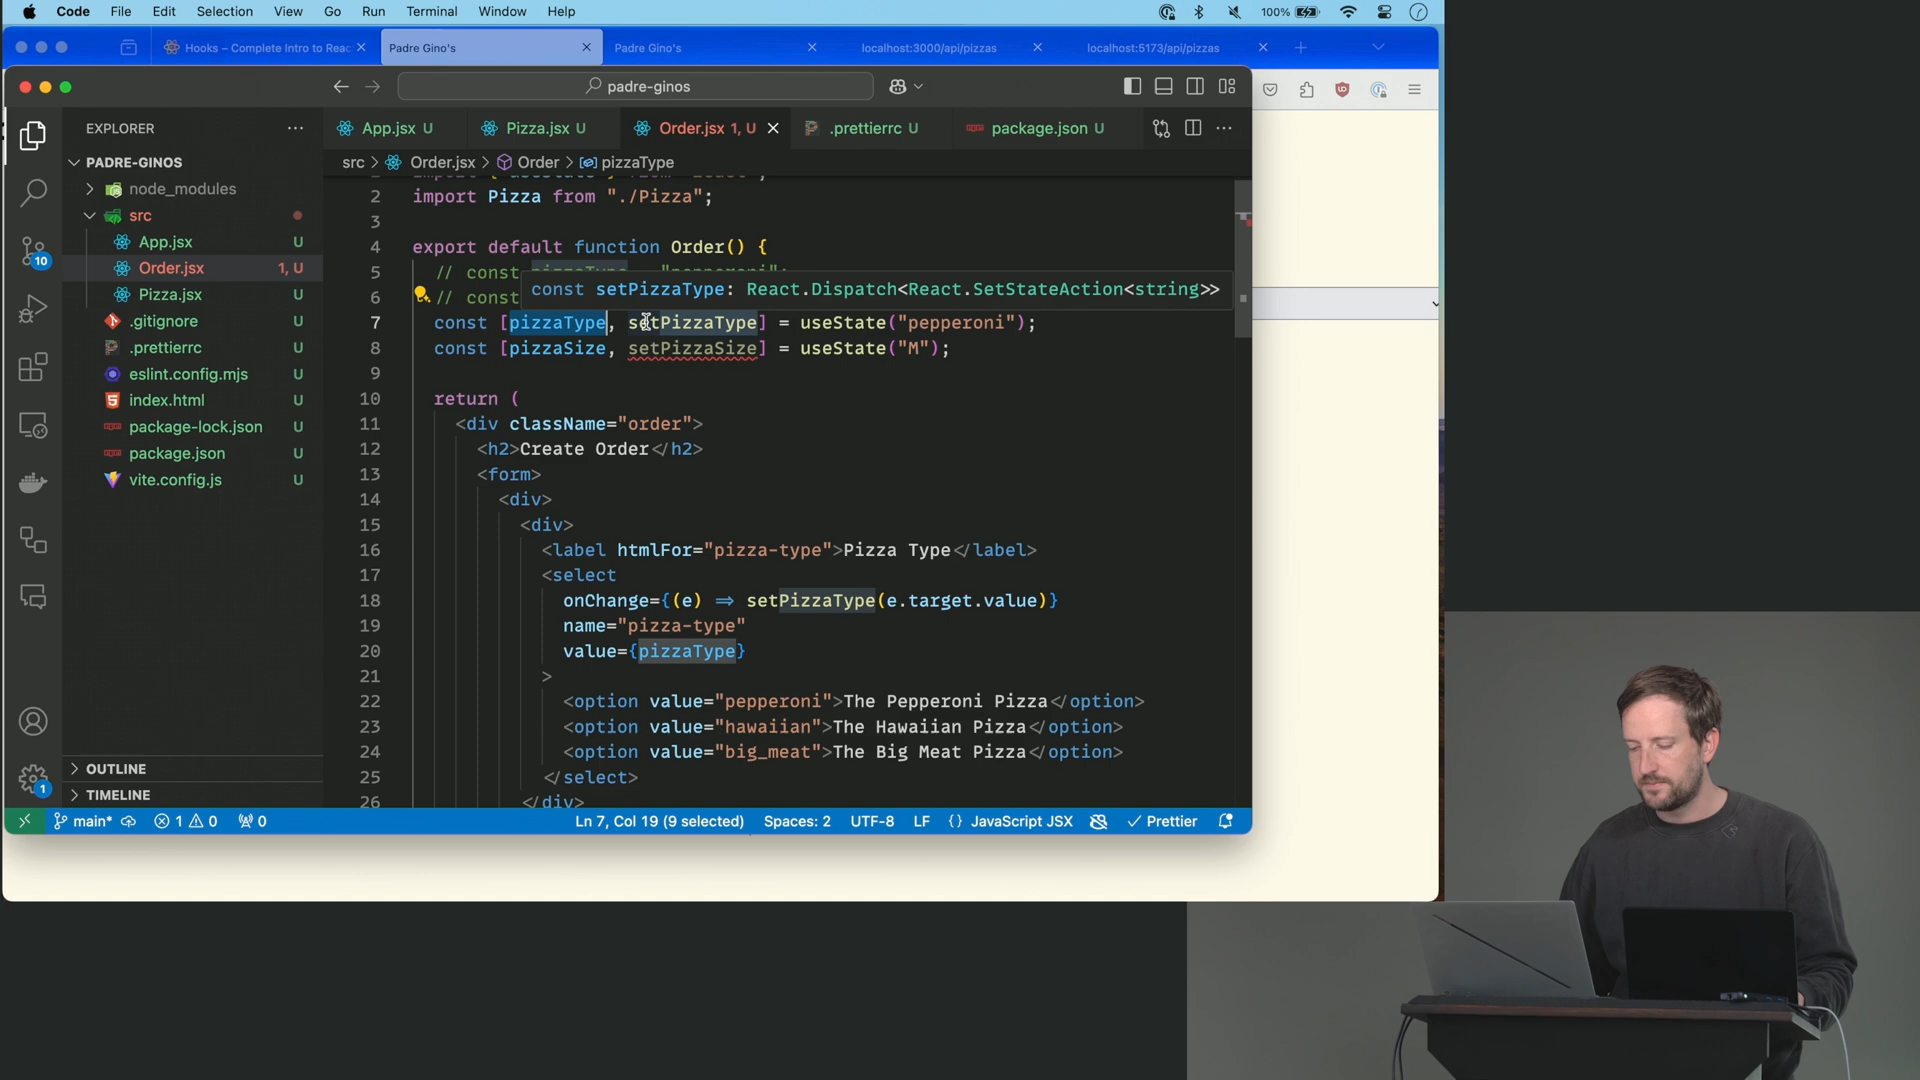 Code File Edit Selection View Go Run Terminal Window Help 100%
Hooks – Complete Intro to Reac
Padre Gino's
Padre Gino's
localhost:3000/api/pizzas
localhost:5173/api/pizzas
padre-ginos
EXPLORER
App.jsx U
Pizza.jsx U
Order.jsx 1, U
.prettierrc U
package.json U
PADRE-GINOS
src > Order.jsx > Order > pizzaType
node_modules
src
App.jsx U
Order.jsx 1, U
Pizza.jsx U
.gitignore U
.prettierrc U
eslint.config.mjs U
index.html U
package-lock.json U
package.json U
vite.config.js U
OUTLINE
TIMELINE
10
1
2 import Pizza from "./Pizza";
3
4 export default function Order() {
5 // const
6 // const
const setPizzaType: React.Dispatch<React.SetStateAction<string>>
7 const [pizzaType, setPizzaType] = useState("pepperoni");
8 const [pizzaSize, setPizzaSize] = useState("M");
9
10 return (
11 <div className="order">
12 <h2>Create Order</h2>
13 <form>
14 <div>
15 <div>
16 <label htmlFor="pizza-type">Pizza Type</label>
17 <select
18 onChange={(e) => setPizzaType(e.target.value)}
19 name="pizza-type"
20 value={pizzaType}
21 >
22 <option value="pepperoni">The Pepperoni Pizza</option>
23 <option value="hawaiian">The Hawaiian Pizza</option>
24 <option value="big_meat">The Big Meat Pizza</option>
25 </select>
26 </div>
main* 1 0 0 Ln 7, Col 19 (9 selected) Spaces: 2 UTF-8 LF {} JavaScript JSX Prettier